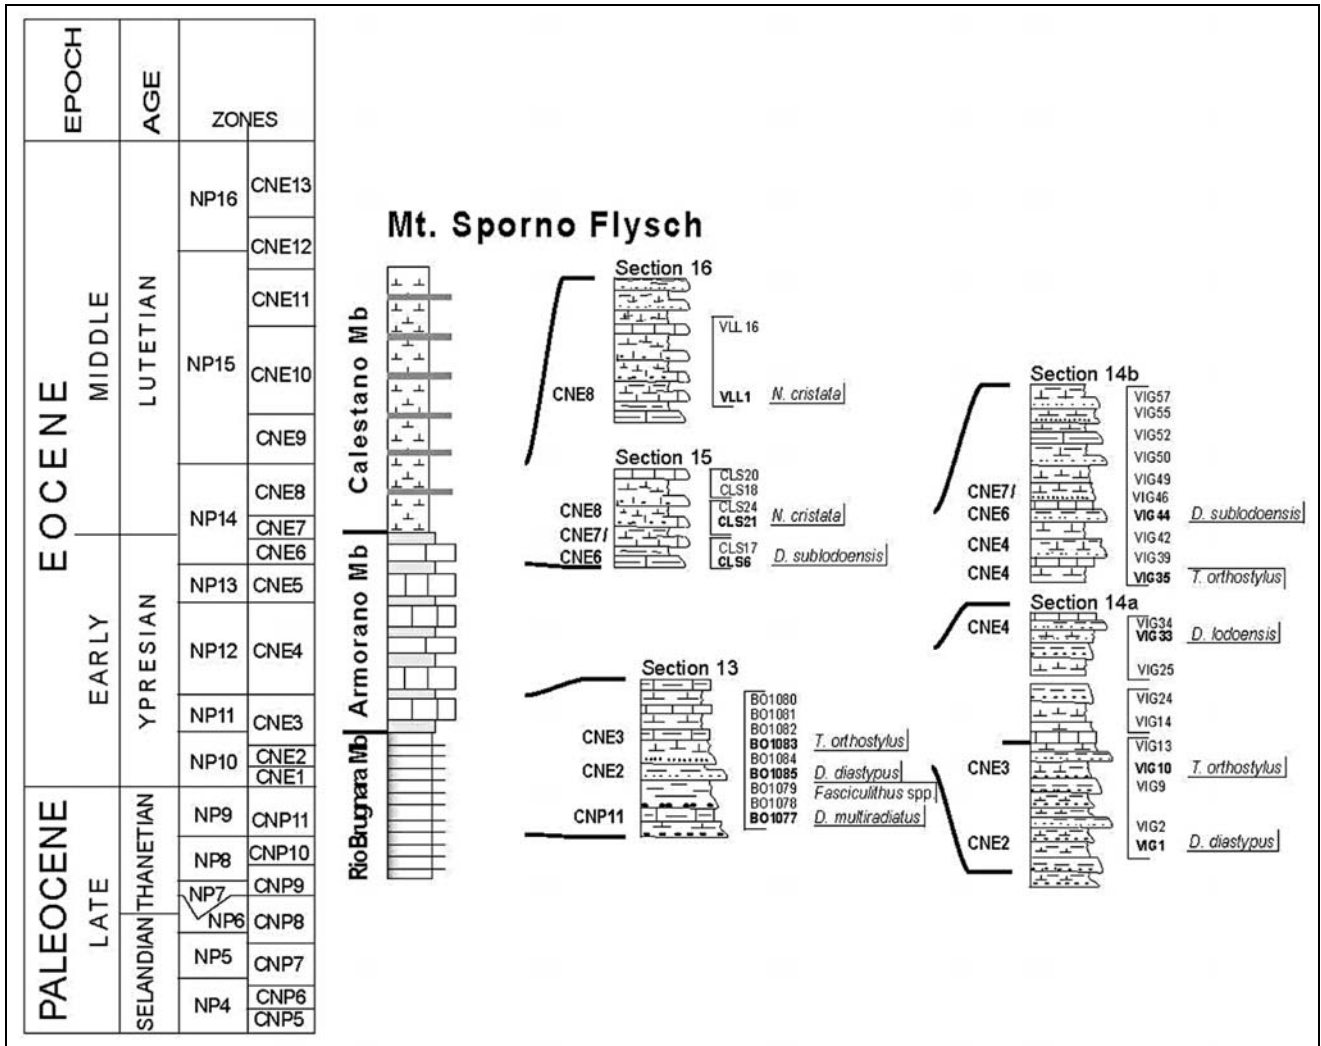 EPOCH
AGE
ZONES
EOCENE
MIDDLE
EARLY
LUTETIAN
YPRESIAN
PALEOCENE
LATE
THANETIAN
SELANDIAN
NP16
NP15
NP14
NP13
NP12
NP11
NP10
NP9
NP8
NP7
NP6
NP5
NP4
CNE13
CNE12
CNE11
CNE10
CNE9
CNE8
CNE7
CNE6
CNE5
CNE4
CNE3
CNE2
CNE1
CNP11
CNP10
CNP9
CNP8
CNP7
CNP6
CNP5
Mt. Sporno Flysch
Calestano Mb
Armorano Mb
Rio Brugnara Mb
Section 16
CNE8
VLL 16
VLL1 N. cristata
Section 15
CNE8
CNE7/
CNE6
CLS20
CLS18
CLS24
CLS21 N. cristata
CLS17
CLS6 D. sublodoensis
Section 13
CNE3
CNE2
CNP11
BO1080
BO1081
BO1082
BO1083 T. orthostylus
BO1084
BO1085 D. diastypus
BO1079 Fasciculithus spp.
BO1078
BO1077 D. multiradiatus
Section 14b
CNE7/
CNE6
CNE4
CNE4
VIG57
VIG55
VIG52
VIG50
VIG49
VIG46
VIG44 D. sublodoensis
VIG42
VIG39
VIG35 T. orthostylus
Section 14a
CNE4
CNE3
CNE2
VIG34
VIG33 D. lodoensis
VIG25
VIG24
VIG14
VIG13
VIG10 T. orthostylus
VIG9
VIG2
VIG1 D. diastypus